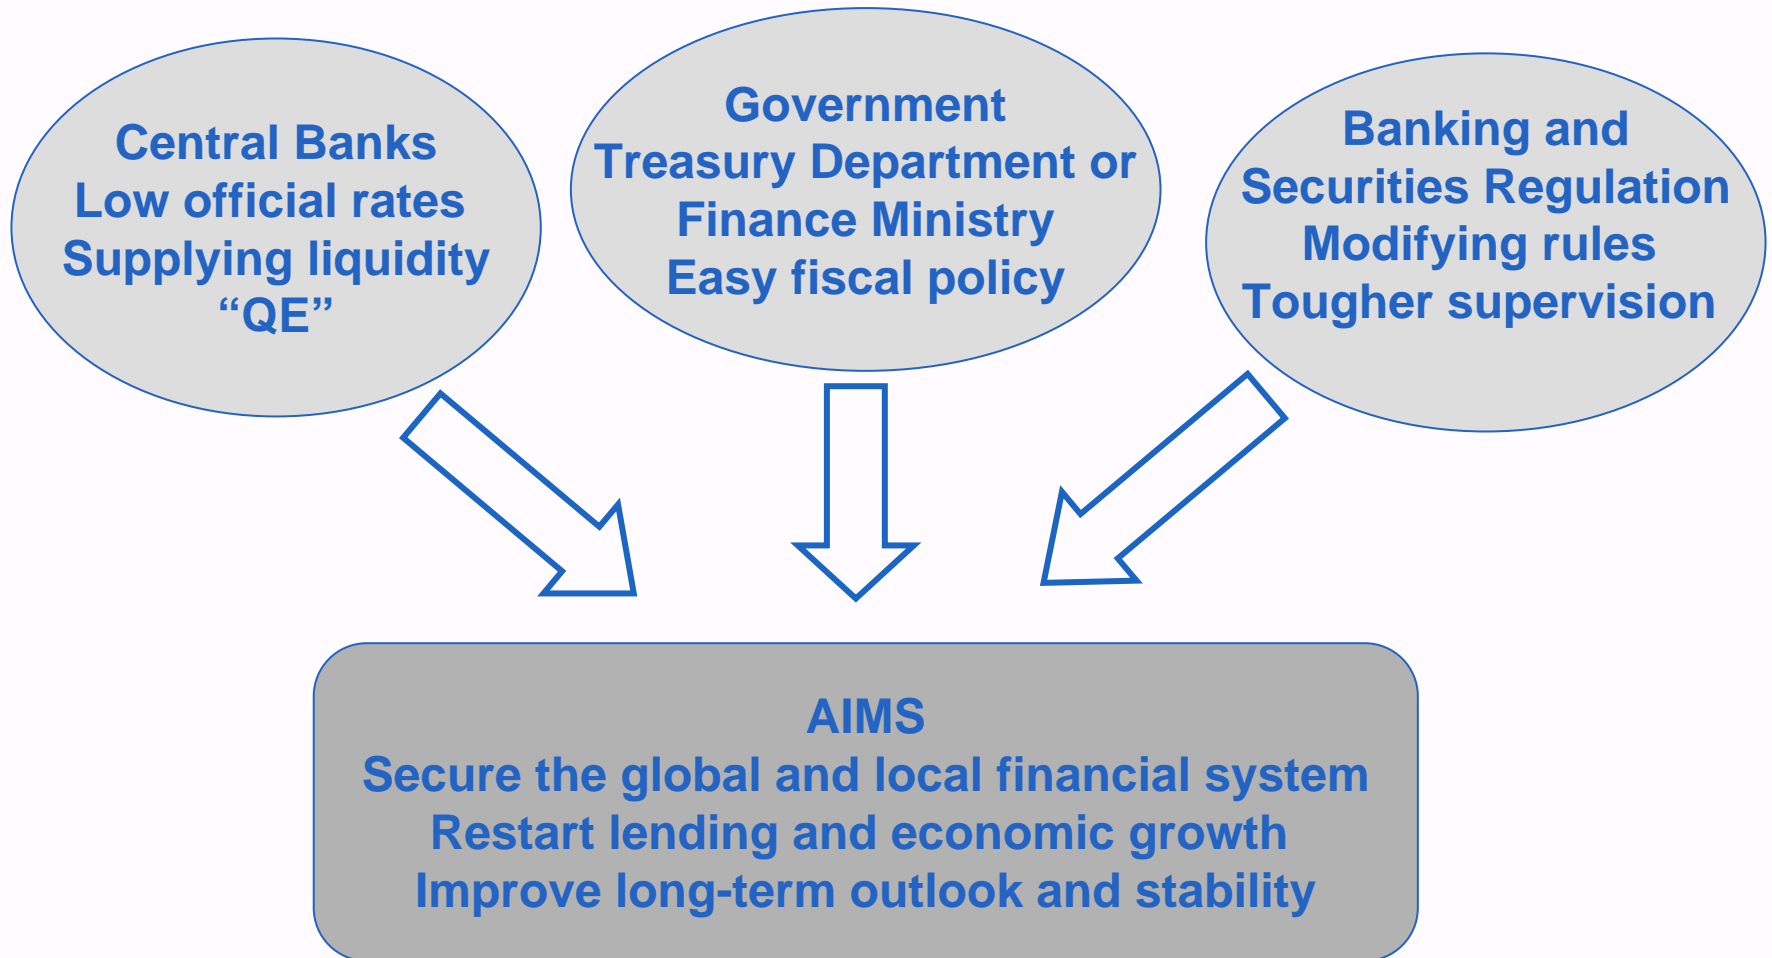 Central Banks
Low official rates
Supplying liquidity
“QE”
Government
Treasury Department or
Finance Ministry
Easy fiscal policy
Banking and
Securities Regulation
Modifying rules
Tougher supervision
AIMS
Secure the global and local financial system
Restart lending and economic growth
Improve long-term outlook and stability